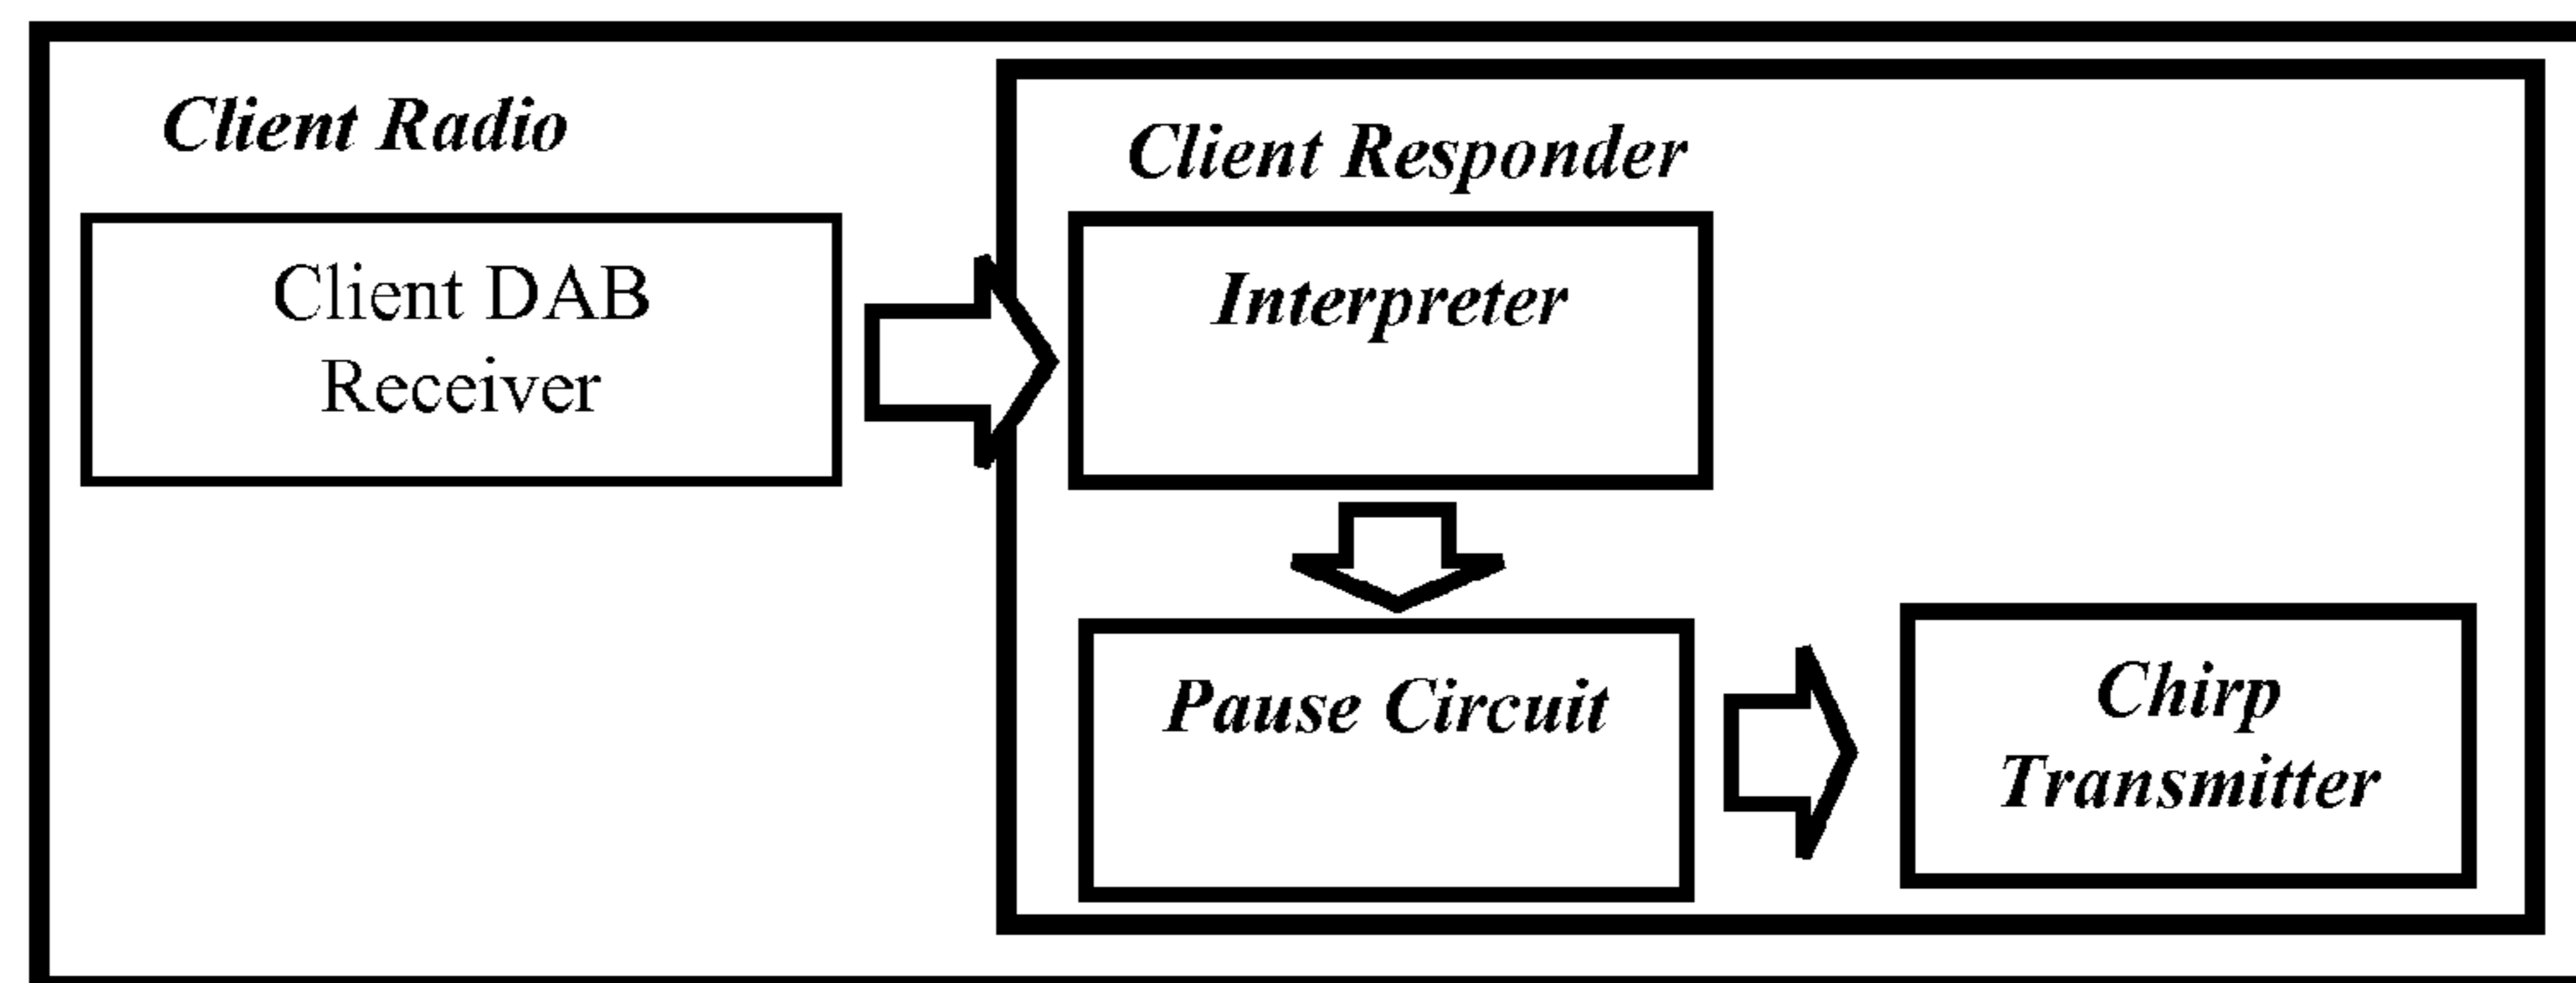 Client Radio
Client Responder
Client DAB
Receiver
Interpreter
Pause Circuit
Chirp
Transmitter